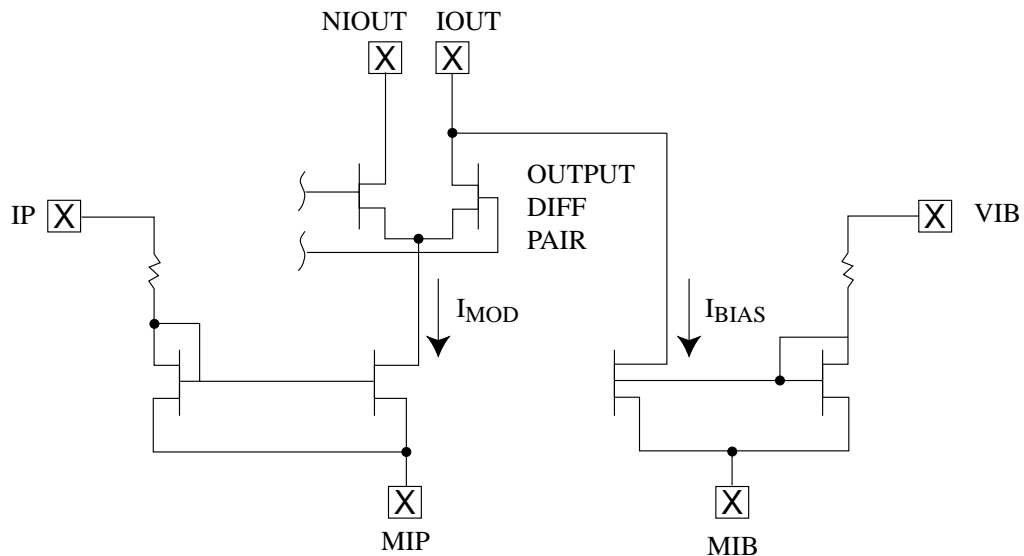 NIOUT IOUT
X X
OUTPUT
DIFF
PAIR
IP X
X VIB
IMOD
IBIAS
X
MIP
X
MIB